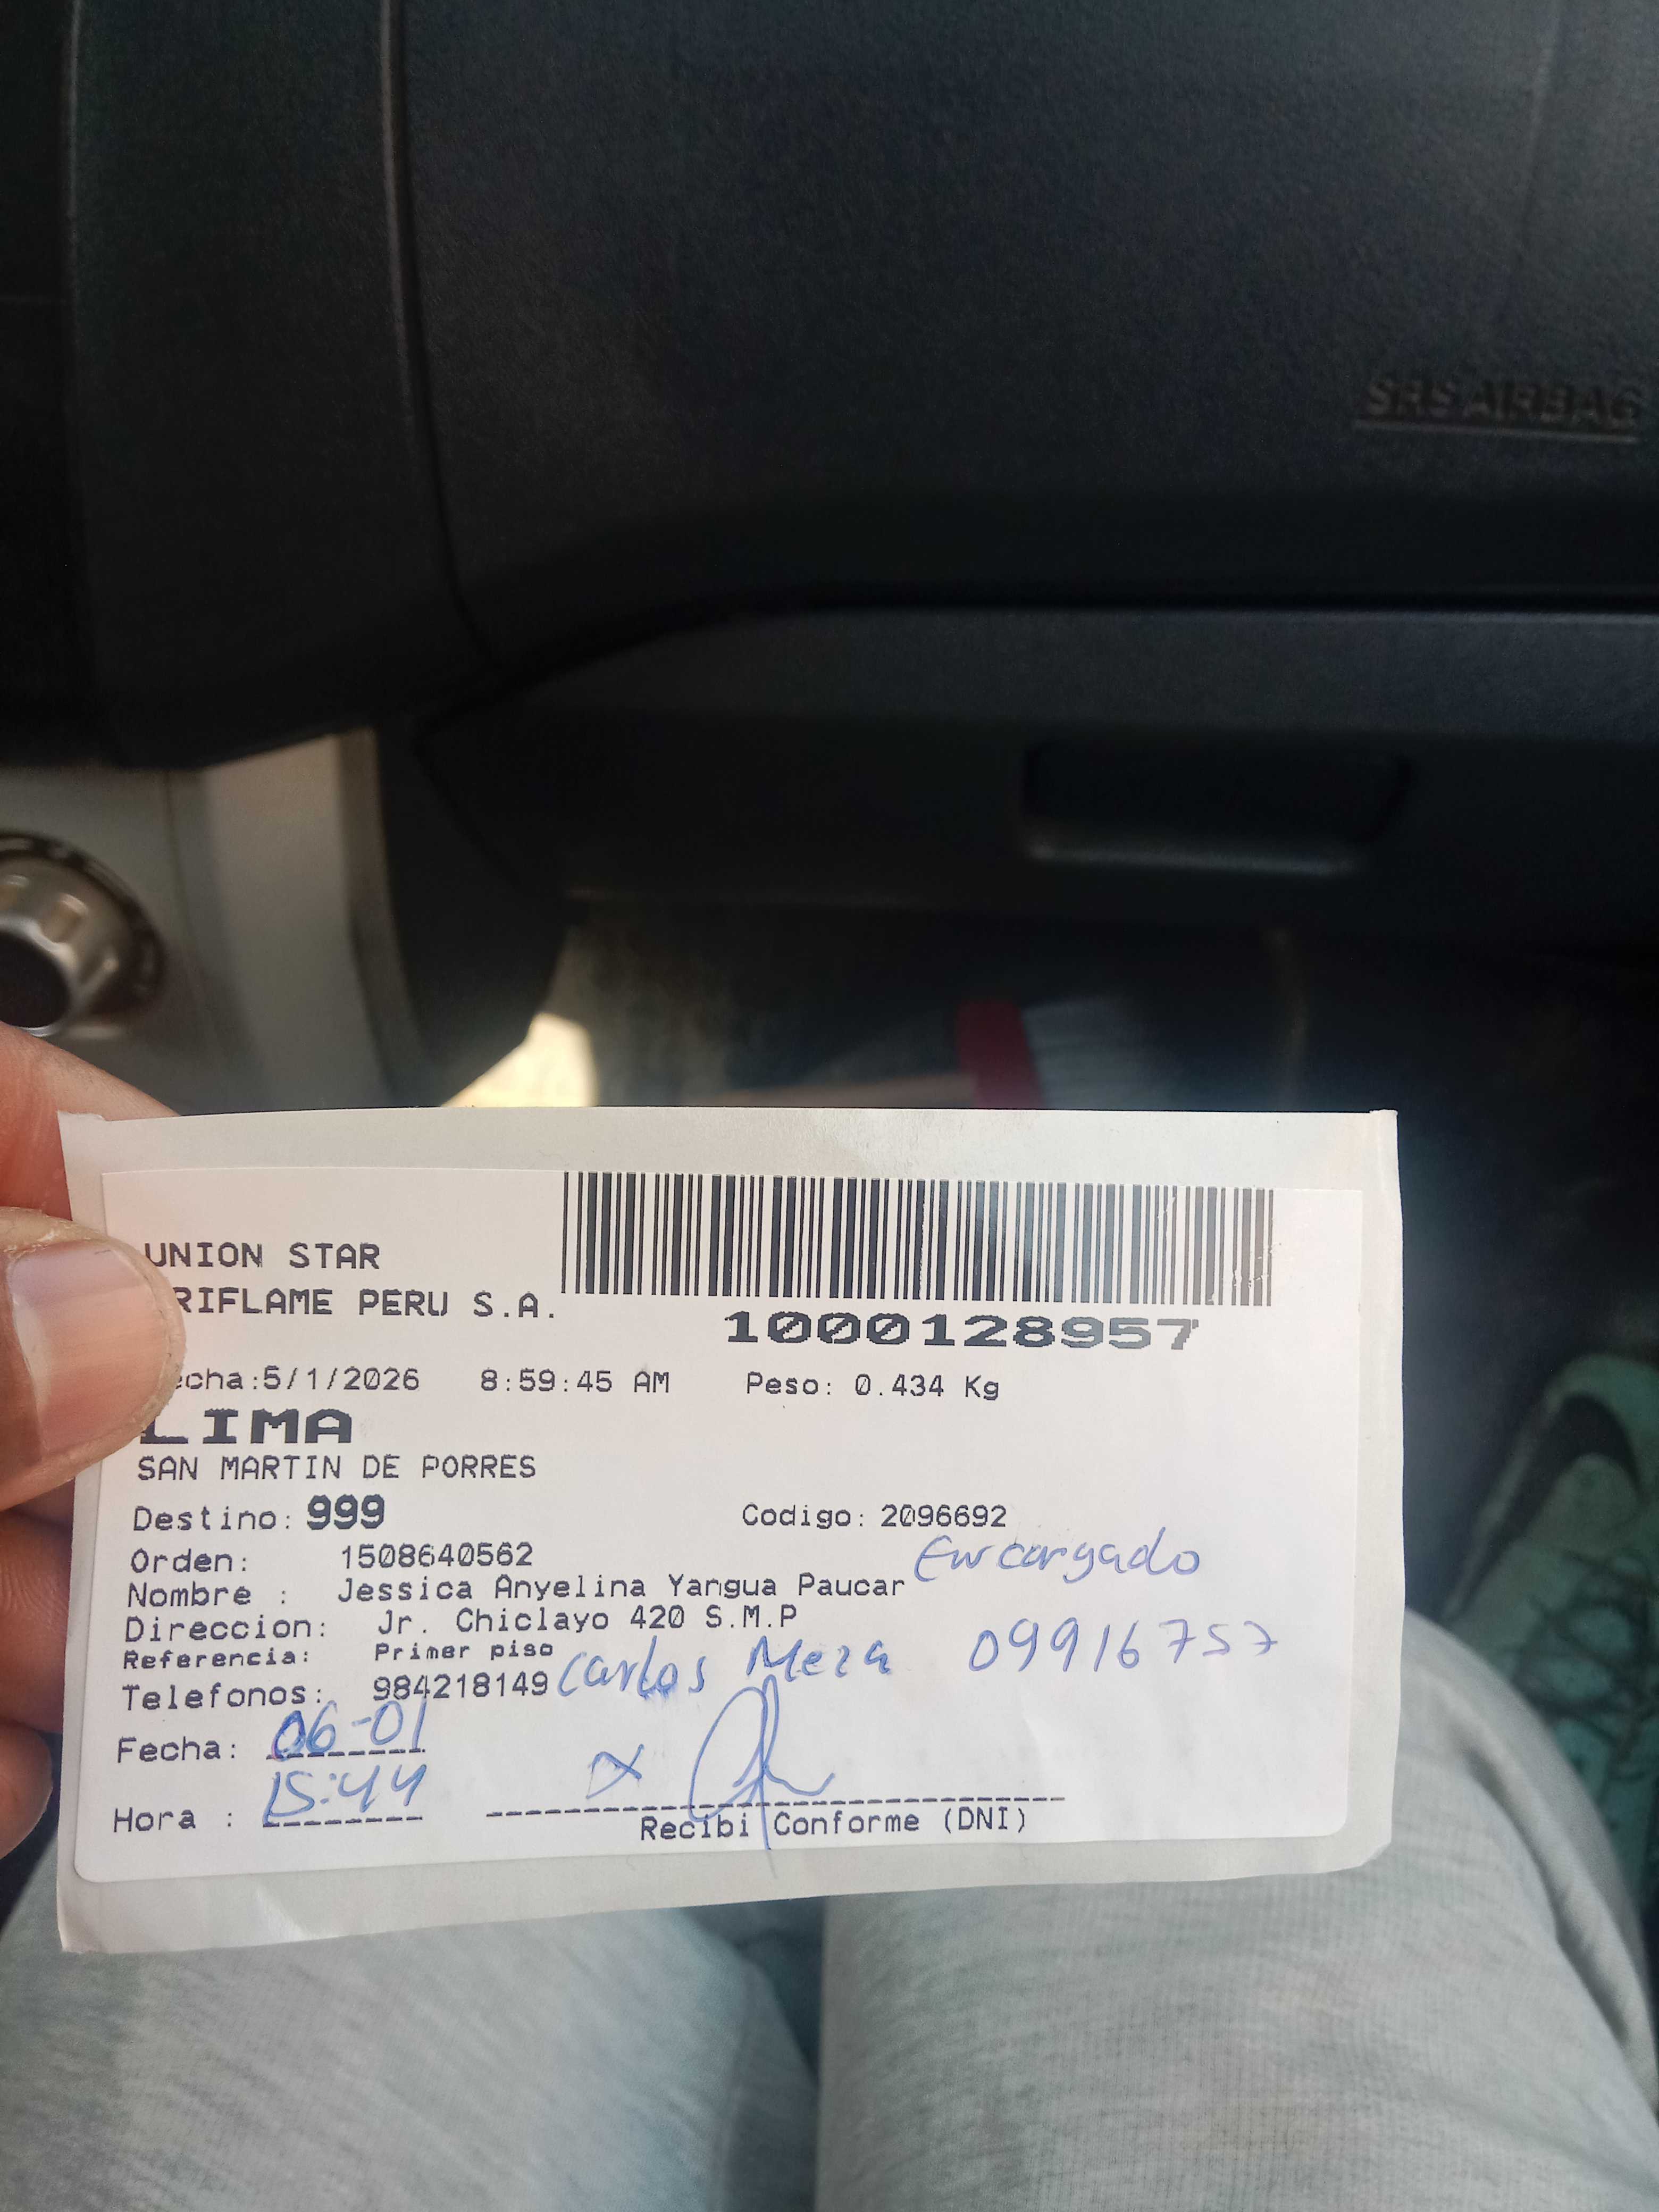 SRS AIRBAG
UNION STAR
RIFLAME PERU S.A.
1000128957
echa:5/1/2026 8:59:45 AM Peso: 0.434 Kg
LIMA
SAN MARTIN DE PORRES
Destino: 999 Codigo: 2096692
Orden: 1508640562 Encargado
Nombre : Jessica Anyelina Yangua Paucar
Direccion: Jr. Chiclayo 420 S.M.P
Referencia: Primer piso
Telefonos: 984218149 Carlos Meza 09916757
Fecha: 06-01
Hora : 15:44
Recibi Conforme (DNI)